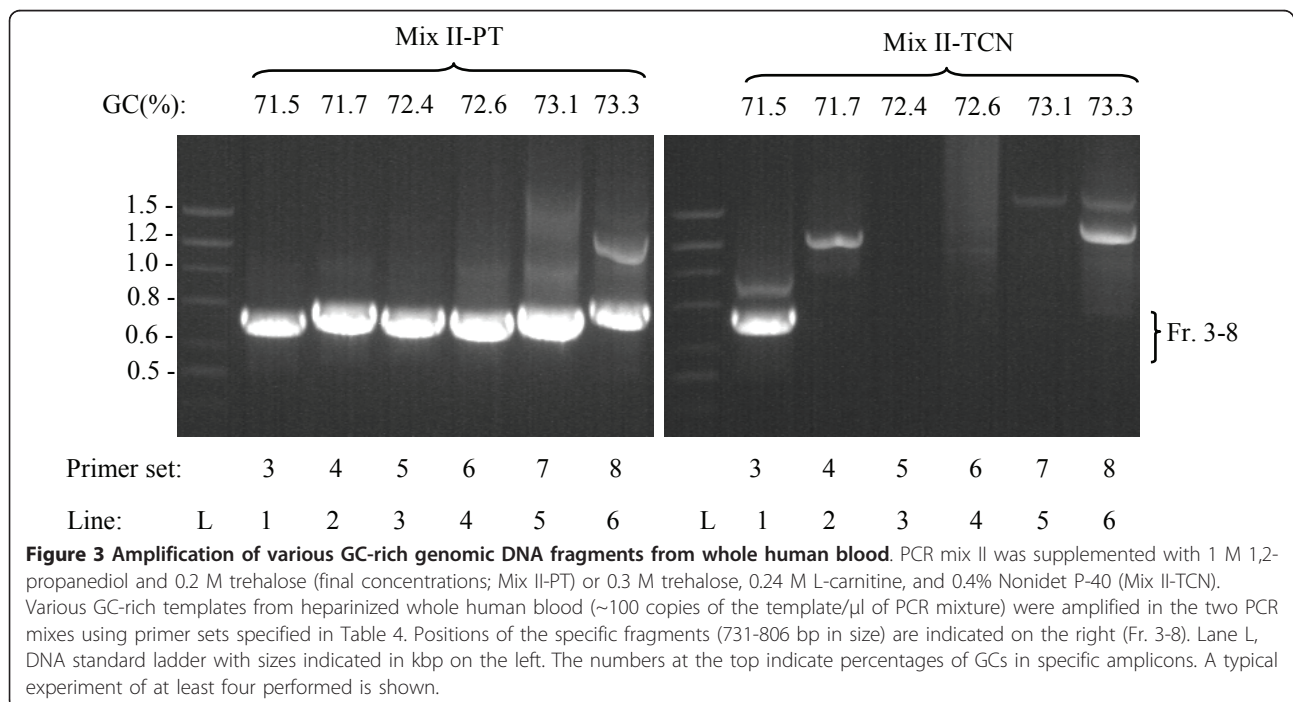 Mix II-PT Mix II-TCN
GC(%): 71.5 71.7 72.4 72.6 73.1 73.3 71.5 71.7 72.4 72.6 73.1 73.3
1.5 -
1.2 -
1.0 -
0.8 -
0.6 -
0.5 -
Fr. 3-8
Primer set: 3 4 5 6 7 8 3 4 5 6 7 8
Line: L 1 2 3 4 5 6 L 1 2 3 4 5 6
Figure 3 Amplification of various GC-rich genomic DNA fragments from whole human blood. PCR mix II was supplemented with 1 M 1,2-
propanediol and 0.2 M trehalose (final concentrations; Mix II-PT) or 0.3 M trehalose, 0.24 M L-carnitine, and 0.4% Nonidet P-40 (Mix II-TCN).
Various GC-rich templates from heparinized whole human blood (~100 copies of the template/μl of PCR mixture) were amplified in the two PCR
mixes using primer sets specified in Table 4. Positions of the specific fragments (731-806 bp in size) are indicated on the right (Fr. 3-8). Lane L,
DNA standard ladder with sizes indicated in kbp on the left. The numbers at the top indicate percentages of GCs in specific amplicons. A typical
experiment of at least four performed is shown.